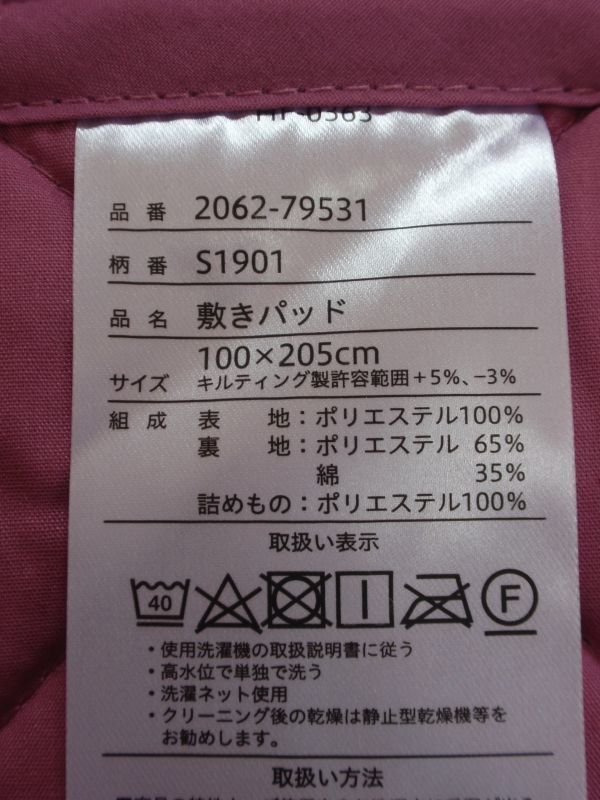 品番 2062-79531
柄番 S1901
品名 敷きパッド
100×205cm
サイズ キルティング製許容範囲+5%、-3%
組成 表 地:ポリエステル100%
裏 地:ポリエステル 65%
綿 35%
詰めもの:ポリエステル100%
取扱い表示
40 F
・使用洗濯機の取扱説明書に従う
・高水位で単独で洗う
・洗濯ネット使用
・クリーニング後の乾燥は静止型乾燥機等を
お勧めします。
取扱い方法